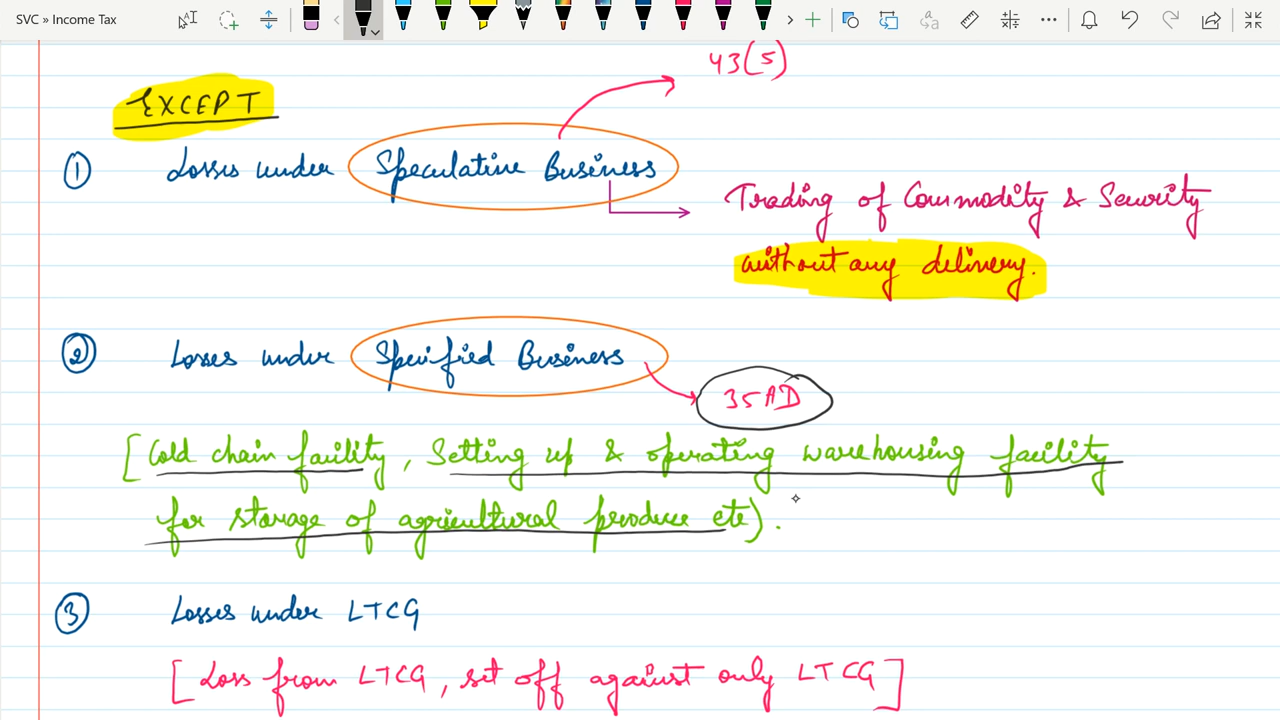 SVC > Income Tax
43(5)
EXCEPT
① Losses under Speculative Business
Trading of Commodity & Security
without any delivery.
② Losses under Specified Business
35AD
[Cold chain facility, Setting up & operating warehousing facility
for storage of agricultural produce etc).
③ Losses under LTCG
[Loss from LTCG, set off against only LTCG]